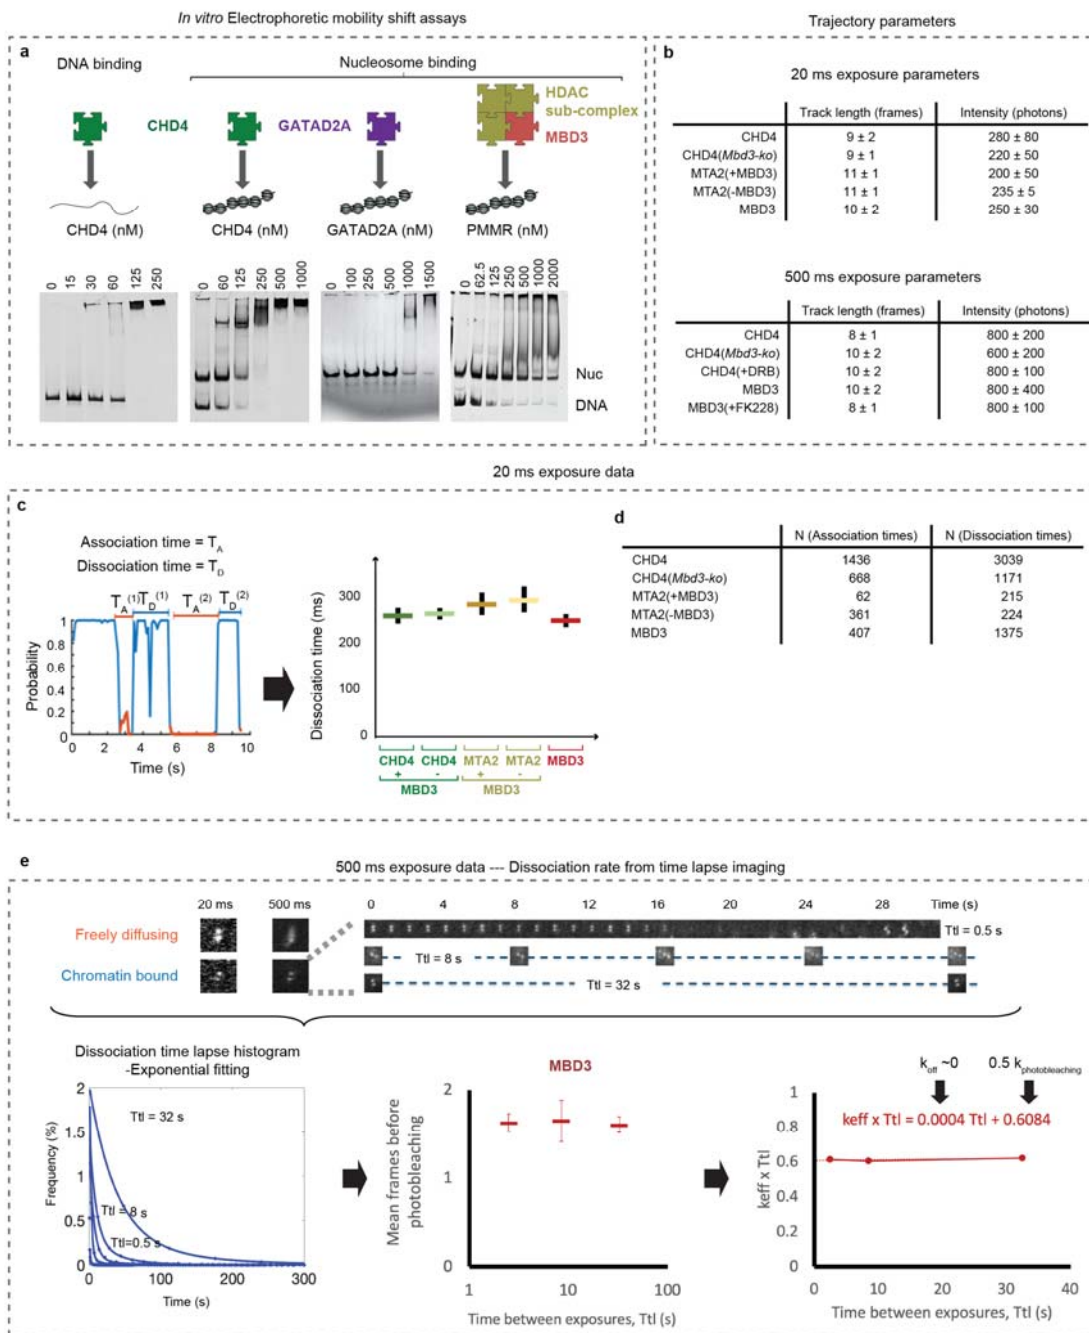 In vitro Electrophoretic mobility shift assays
Trajectory parameters
a
DNA binding
Nucleosome binding
CHD4
GATAD2A
HDAC
sub-complex
MBD3
CHD4 (nM)
CHD4 (nM)
GATAD2A (nM)
PMMR (nM)
0 15 30 60 125 250
0 60 125 250 500 1000
0 100 250 500 1000 1500
0 0 62.5 125 250 500 1000 2000
Nuc
DNA
b
20 ms exposure parameters
Track length (frames) Intensity (photons)
CHD4 9 ± 2 280 ± 80
CHD4(Mbd3-ko) 9 ± 1 220 ± 50
MTA2(+MBD3) 11 ± 1 200 ± 50
MTA2(-MBD3) 11 ± 1 235 ± 5
MBD3 10 ± 2 250 ± 30
500 ms exposure parameters
Track length (frames) Intensity (photons)
CHD4 8 ± 1 800 ± 200
CHD4(Mbd3-ko) 10 ± 2 600 ± 200
CHD4(+DRB) 10 ± 2 800 ± 100
MBD3 10 ± 2 800 ± 400
MBD3(+FK228) 8 ± 1 800 ± 100
20 ms exposure data
c
Association time = T_A
Dissociation time = T_D
T_A^(1) T_D^(1) T_A^(2) T_D^(2)
Probability
1
0.8
0.6
0.4
0.2
0
0 2 4 6 8 10
Time (s)
Dissociation time (ms)
300
200
100
0
CHD4 CHD4 MTA2 MTA2 MBD3
+ - + -
MBD3 MBD3
d
N (Association times) N (Dissociation times)
CHD4 1436 3039
CHD4(Mbd3-ko) 668 1171
MTA2(+MBD3) 62 215
MTA2(-MBD3) 361 224
MBD3 407 1375
e
500 ms exposure data --- Dissociation rate from time lapse imaging
20 ms 500 ms 0 4 8 12 16 20 24 28 Time (s)
Freely diffusing
Ttl = 0.5 s
Chromatin bound
Ttl = 8 s
Ttl = 32 s
Dissociation time lapse histogram
-Exponential fitting
Frequency (%)
2
1.5
1
0.5
0
Ttl = 32 s
Ttl = 8 s
Ttl=0.5 s
0 100 200 300
Time (s)
MBD3
Mean frames before
photobleaching
2
1
0
1 10 100
Time between exposures, Ttl (s)
k_off ~0 0.5 k_photobleaching
keff x Ttl = 0.0004 Ttl + 0.6084
keff x Ttl
1
0.8
0.6
0.4
0.2
0
0 10 20 30 40
Time between exposures, Ttl (s)